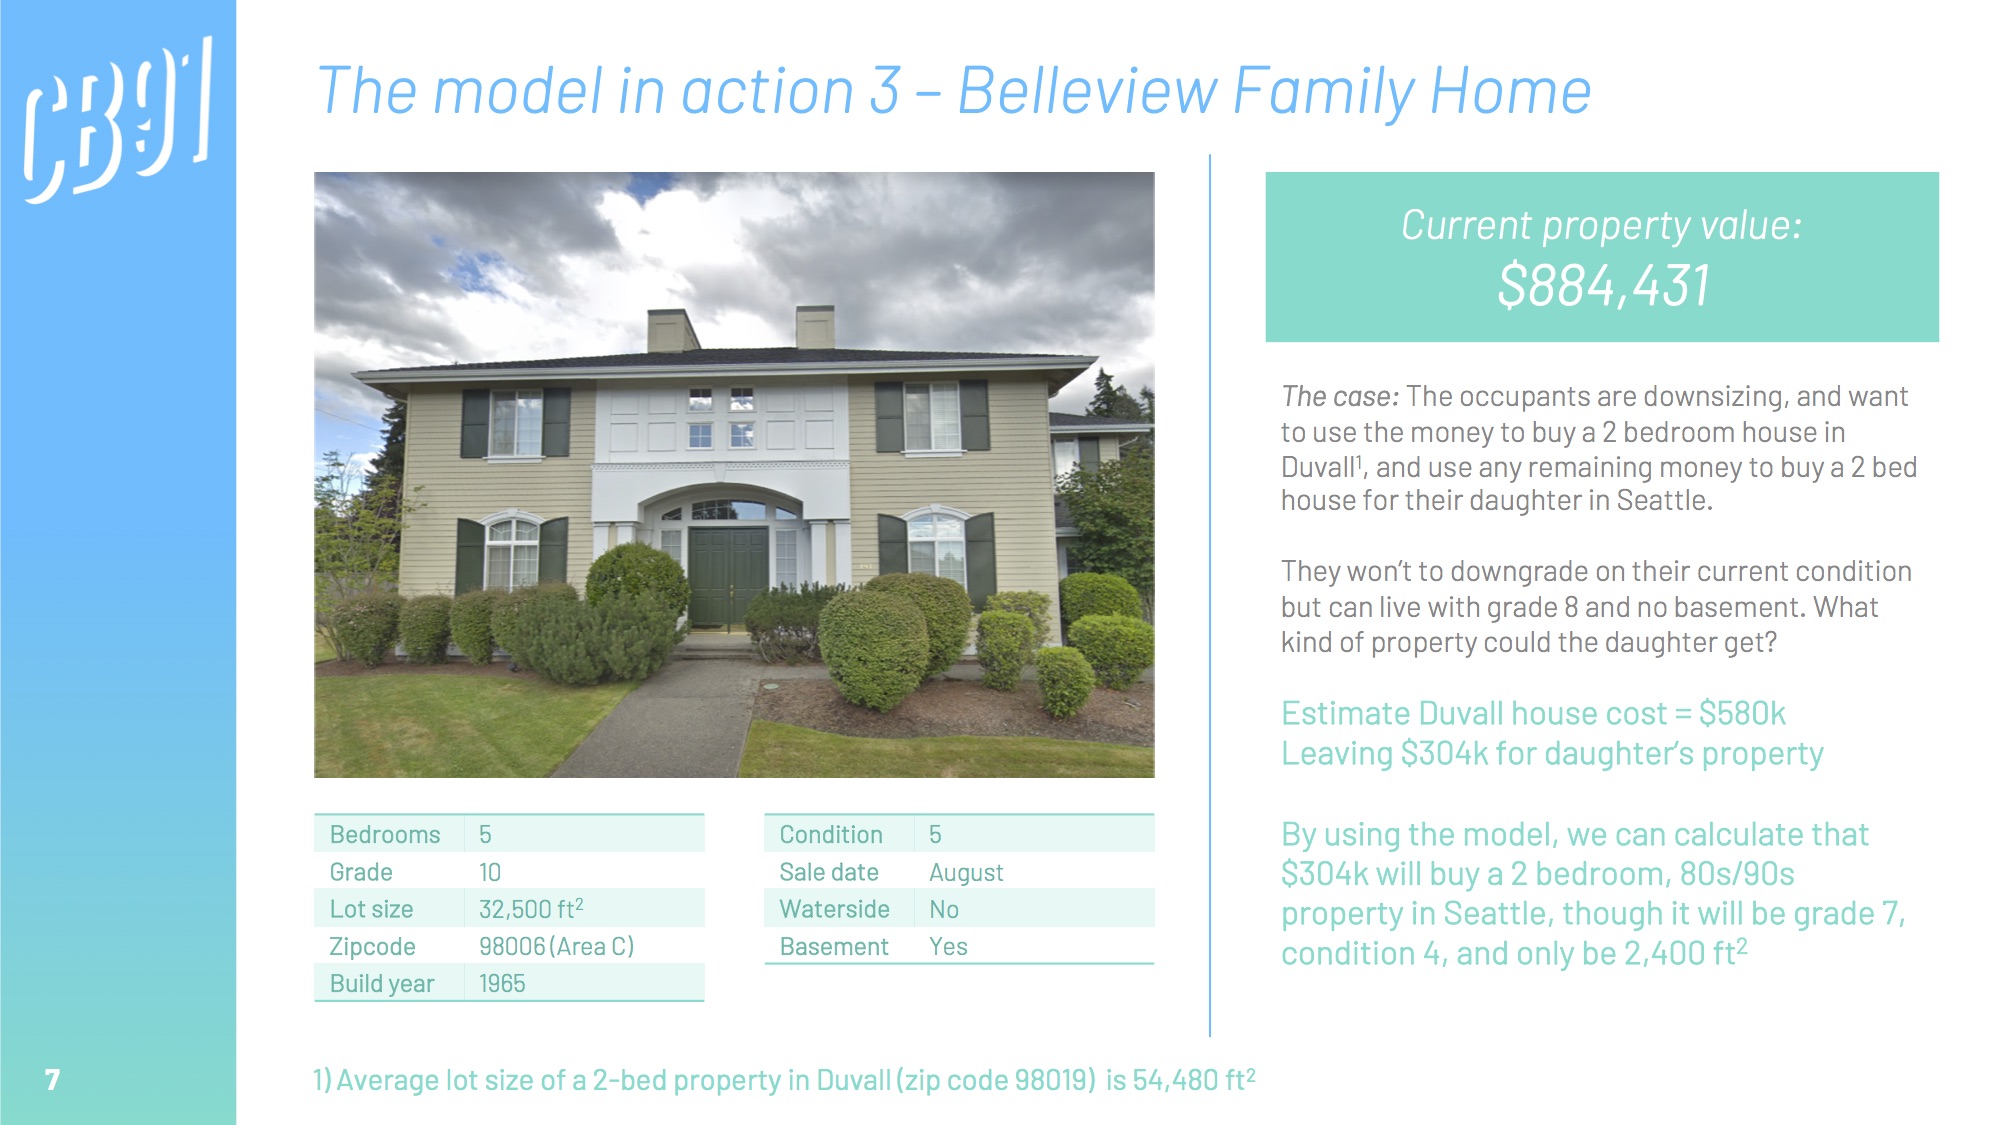 CB91
The model in action 3 – Belleview Family Home
Current property value:
$884,431
The case: The occupants are downsizing, and want
to use the money to buy a 2 bedroom house in
Duvall¹, and use any remaining money to buy a 2 bed
house for their daughter in Seattle.
They won't to downgrade on their current condition
but can live with grade 8 and no basement. What
kind of property could the daughter get?
Estimate Duvall house cost = $580k
Leaving $304k for daughter's property
By using the model, we can calculate that
$304k will buy a 2 bedroom, 80s/90s
property in Seattle, though it will be grade 7,
condition 4, and only be 2,400 ft²
Bedrooms 5
Grade 10
Lot size 32,500 ft²
Zipcode 98006 (Area C)
Build year 1965
Condition 5
Sale date August
Waterside No
Basement Yes
7
1) Average lot size of a 2-bed property in Duvall (zip code 98019) is 54,480 ft²